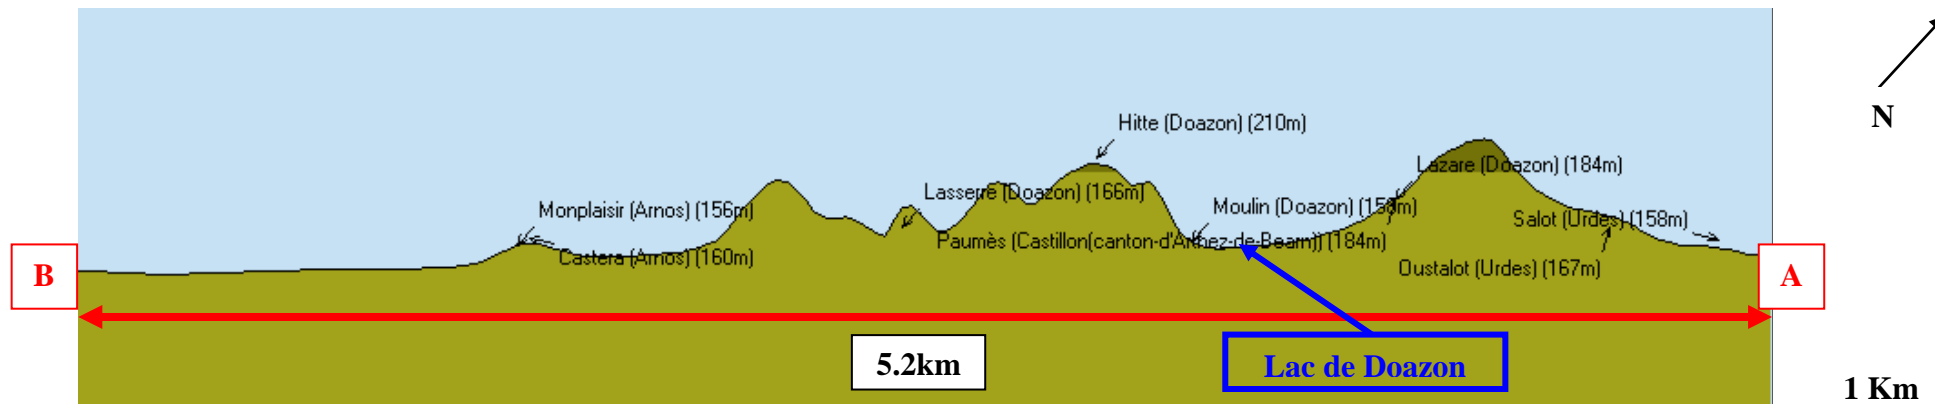 N
Hitte (Doazon) (210m)
Lazare (Doazon) (184m)
Lasserre (Doazon) (166m)
Monplaisir (Arnos) (156m)
Moulin (Doazon) (158m)
Salot (Urdes) (158m)
Paumès (Castillon(canton-d'Arthez-de-Bearn)) (184m)
Castera (Arnos) (160m)
Oustalot (Urdes) (167m)
B
A
5.2km
Lac de Doazon
1 Km